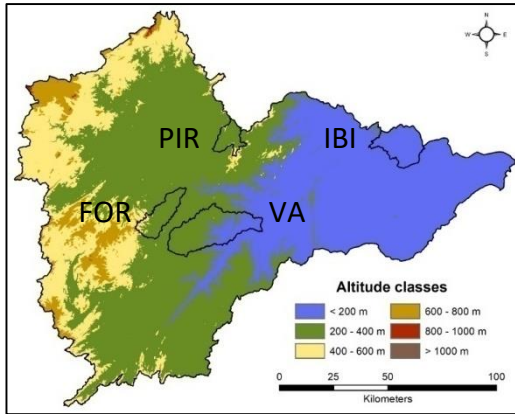 N
W E
S
PIR IBI
FOR VA
Altitude classes
< 200 m 600 - 800 m
200 - 400 m 800 - 1000 m
400 - 600 m > 1000 m
0 50 100
Kilometers